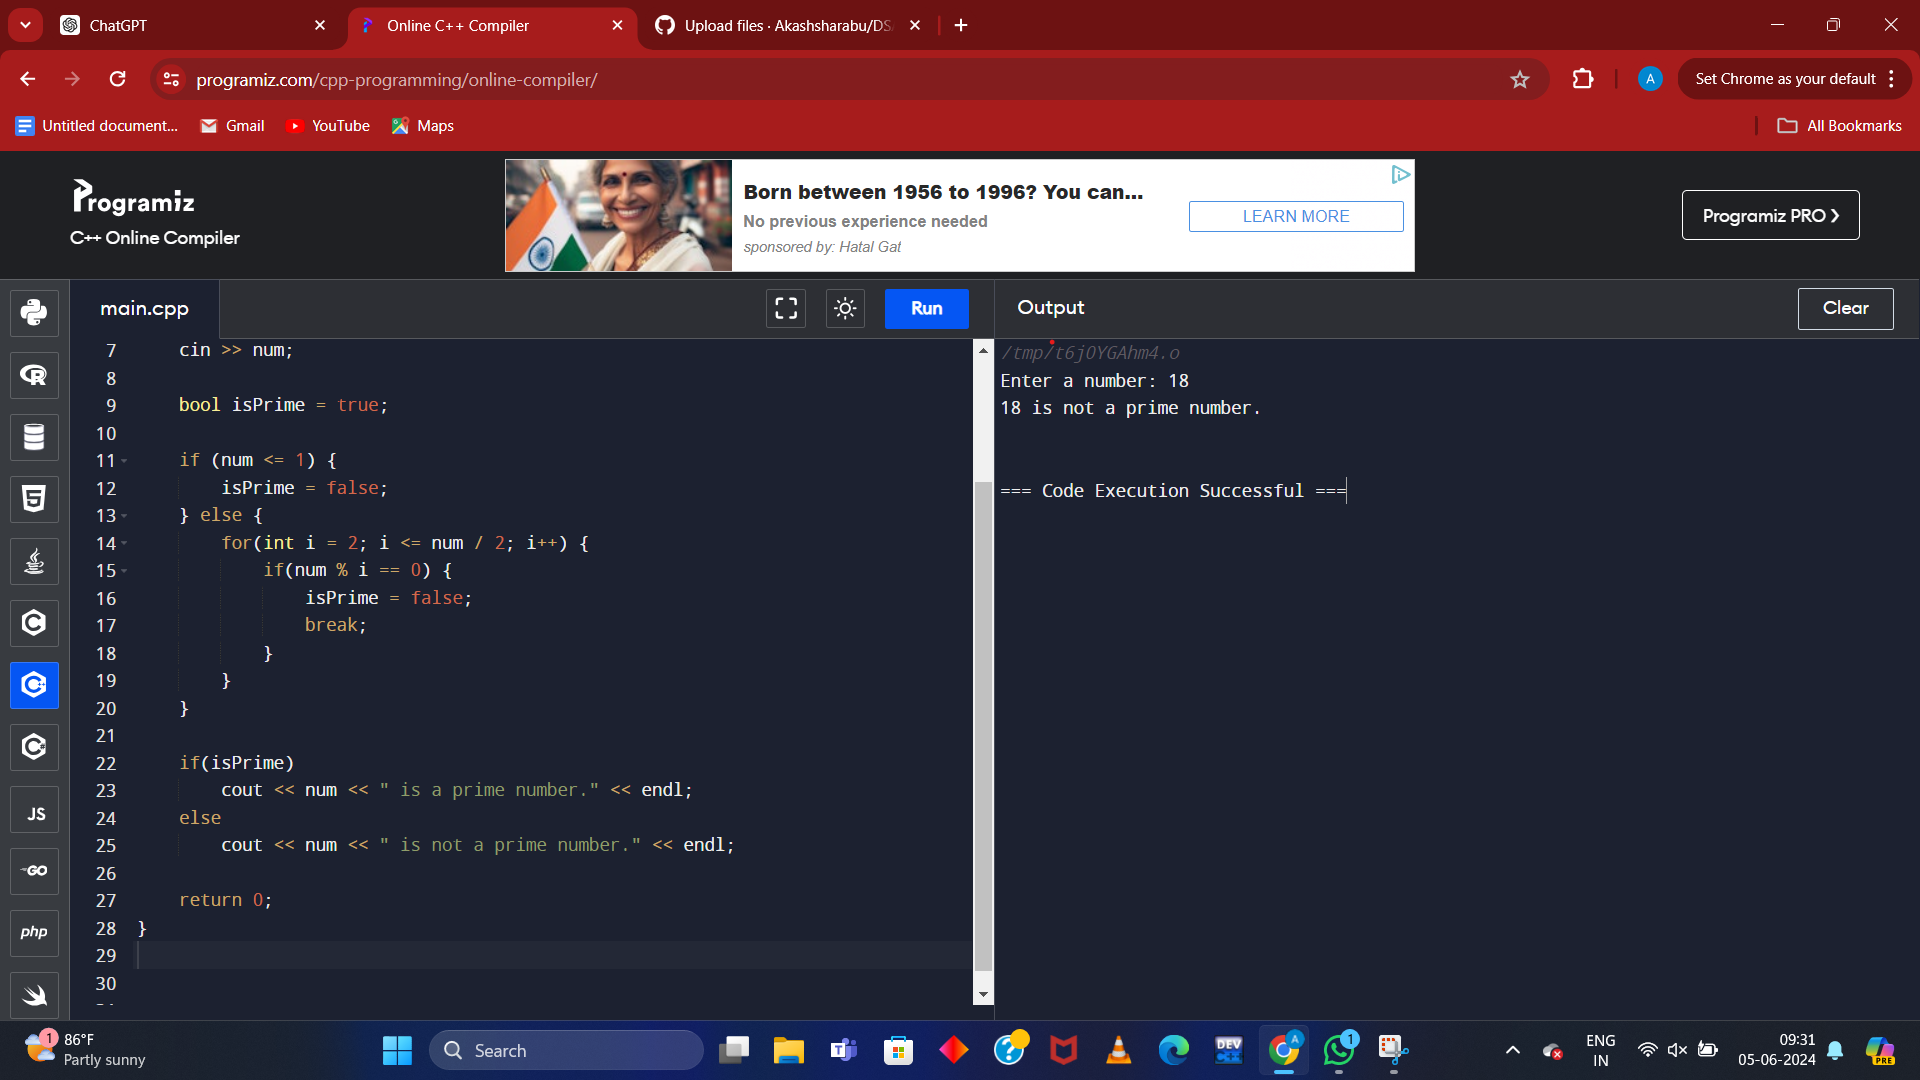 ChatGPT
Online C++ Compiler
Upload files · Akashsharabu/DS
programiz.com/cpp-programming/online-compiler/
A
Set Chrome as your default
Untitled document...
Gmail
YouTube
Maps
All Bookmarks
Programiz
C++ Online Compiler
Born between 1956 to 1996? You can...
No previous experience needed
sponsored by: Hatal Gat
LEARN MORE
Programiz PRO ›
main.cpp
Run
Output
Clear
7 cin >> num;
8
9 bool isPrime = true;
10
11 if (num <= 1) {
12 isPrime = false;
13 } else {
14 for(int i = 2; i <= num / 2; i++) {
15 if(num % i == 0) {
16 isPrime = false;
17 break;
18 }
19 }
20 }
21
22 if(isPrime)
23 cout << num << " is a prime number." << endl;
24 else
25 cout << num << " is not a prime number." << endl;
26
27 return 0;
28 }
29
30
/tmp/t6jOYGAhm4.o
Enter a number: 18
18 is not a prime number.
=== Code Execution Successful ===
R
5
C
C++
C#
JS
GO
php
1
86°F
Partly sunny
Search
T
DEV
C++
A
1
ENG
IN
09:31
05-06-2024
PRE